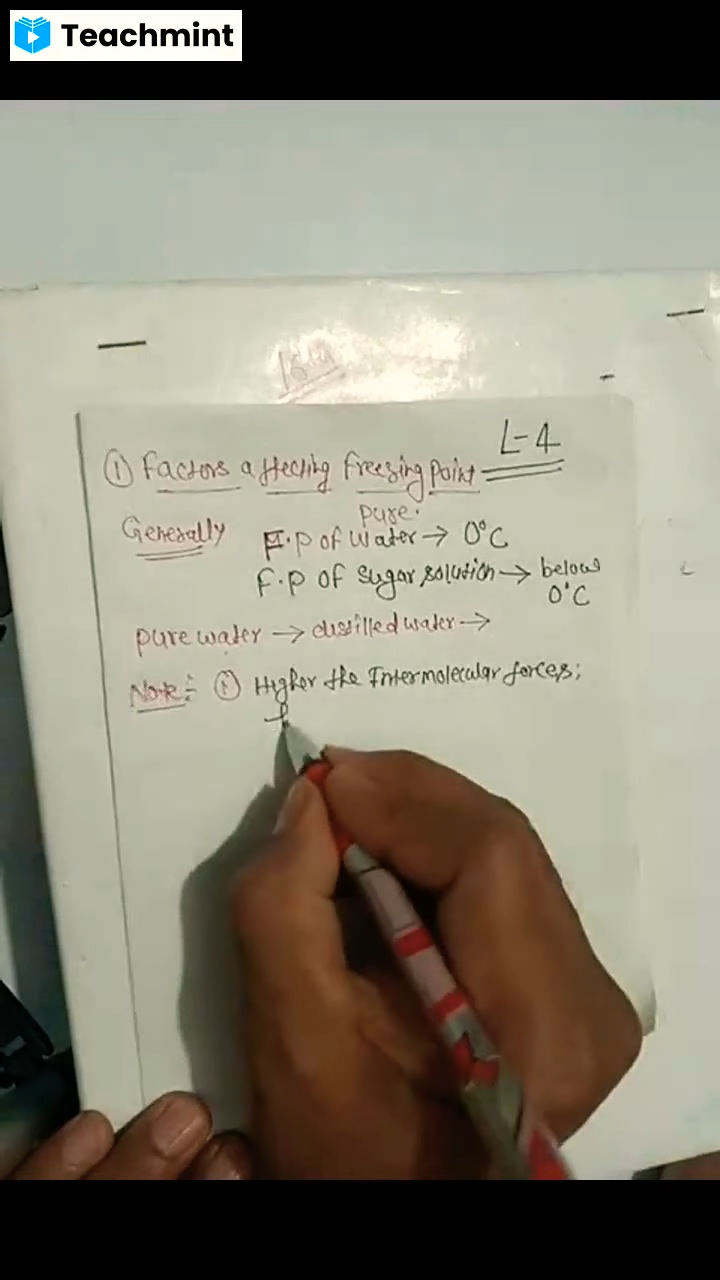 Teachmint
L-4
① Factors affecting Freezing Point
pure.
Generally F.P of Water → 0°C
F.P of Sugar solution → below
0°C
pure water → distilled water →
Note:- ① Higher the Intermolecular forces;